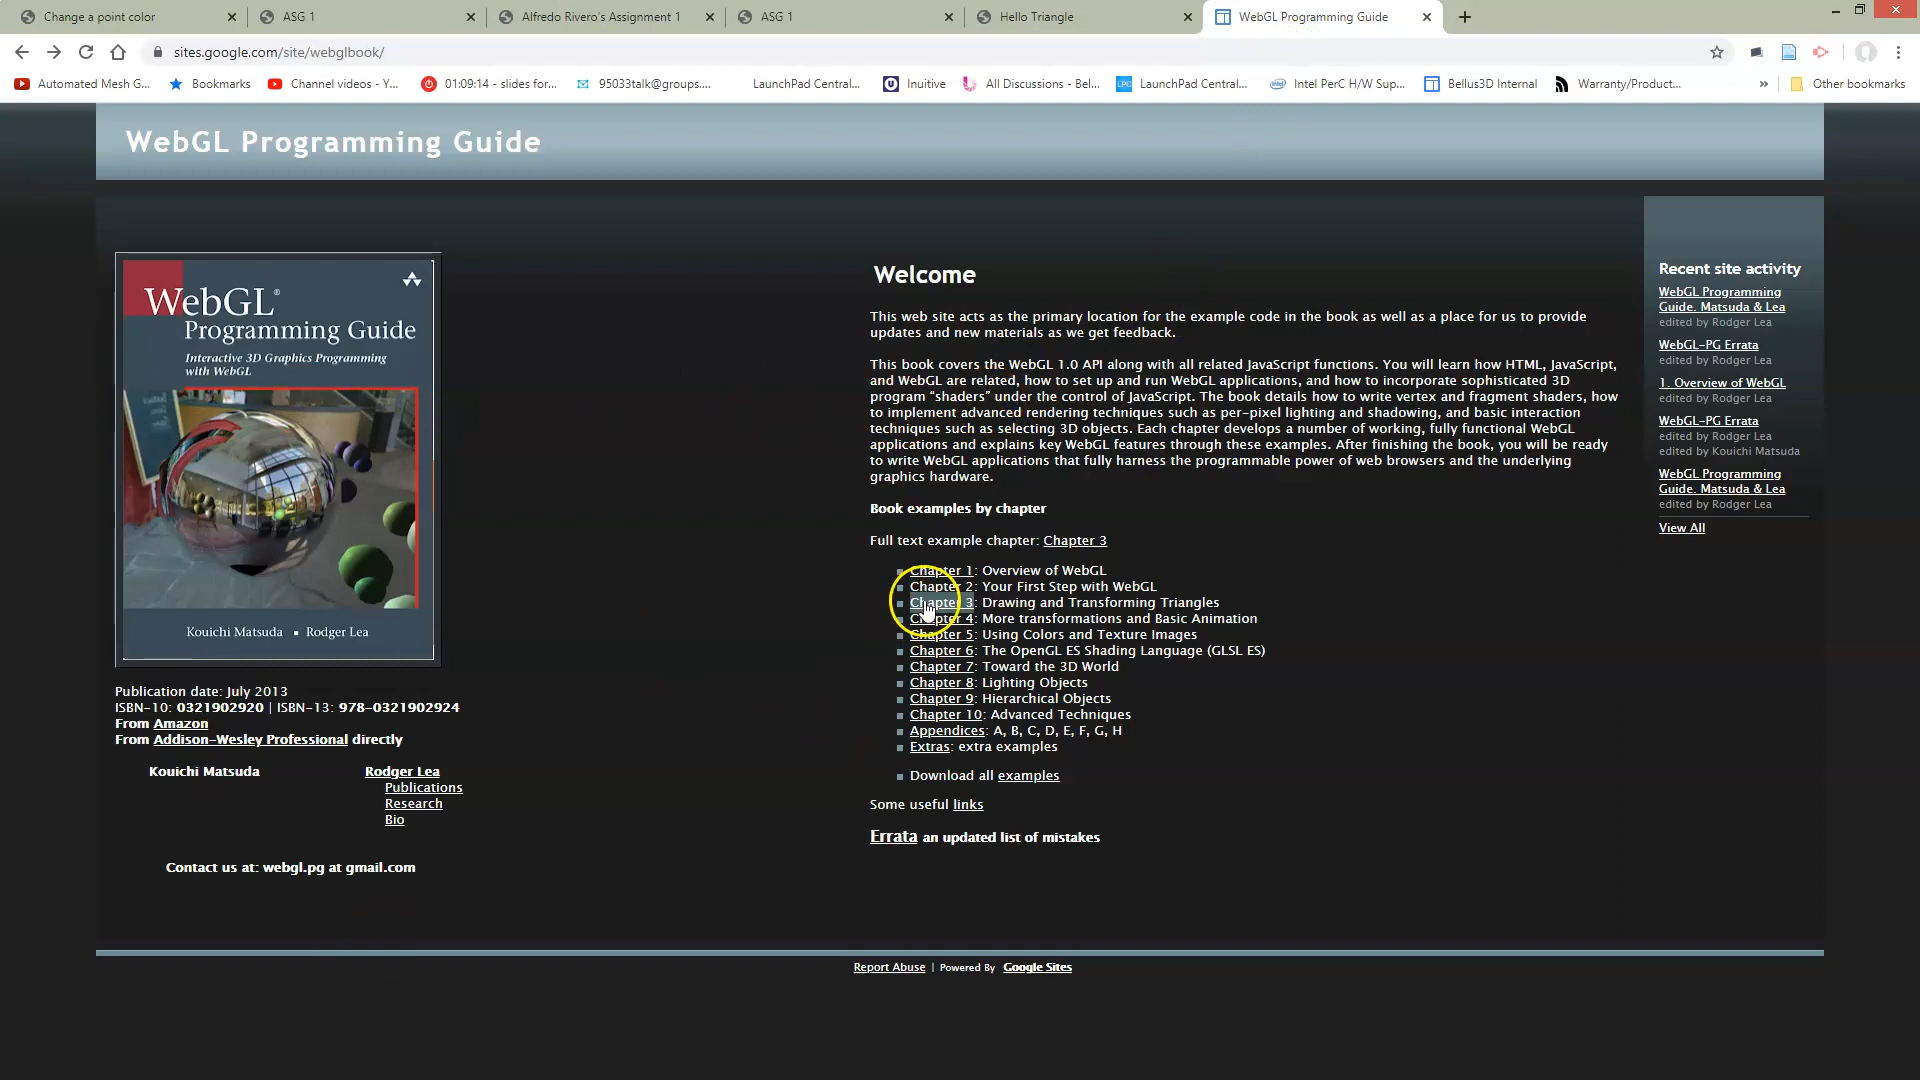 Change a point color
ASG 1
Alfredo Rivero's Assignment 1
ASG 1
Hello Triangle
WebGL Programming Guide
sites.google.com/site/webglbook/
Automated Mesh G...
Bookmarks
Channel videos - Y...
01:09:14 - slides for...
95033talk@groups....
LaunchPad Central...
Inuitive
All Discussions - Bel...
LaunchPad Central...
Intel PerC H/W Sup...
Bellus3D Internal
Warranty/Product...
Other bookmarks
WebGL Programming Guide
WebGL®
Programming Guide
Interactive 3D Graphics Programming
with WebGL
Kouichi Matsuda ▪ Rodger Lea
Publication date: July 2013
ISBN-10: 0321902920 | ISBN-13: 978-0321902924
From Amazon
From Addison-Wesley Professional directly
Kouichi Matsuda
Rodger Lea
Publications
Research
Bio
Contact us at: webgl.pg at gmail.com
Welcome
This web site acts as the primary location for the example code in the book as well as a place for us to provide
updates and new materials as we get feedback.
This book covers the WebGL 1.0 API along with all related JavaScript functions. You will learn how HTML, JavaScript,
and WebGL are related, how to set up and run WebGL applications, and how to incorporate sophisticated 3D
program “shaders” under the control of JavaScript. The book details how to write vertex and fragment shaders, how
to implement advanced rendering techniques such as per-pixel lighting and shadowing, and basic interaction
techniques such as selecting 3D objects. Each chapter develops a number of working, fully functional WebGL
applications and explains key WebGL features through these examples. After finishing the book, you will be ready
to write WebGL applications that fully harness the programmable power of web browsers and the underlying
graphics hardware.
Book examples by chapter
Full text example chapter: Chapter 3
Chapter 1: Overview of WebGL
Chapter 2: Your First Step with WebGL
Chapter 3: Drawing and Transforming Triangles
Chapter 4: More transformations and Basic Animation
Chapter 5: Using Colors and Texture Images
Chapter 6: The OpenGL ES Shading Language (GLSL ES)
Chapter 7: Toward the 3D World
Chapter 8: Lighting Objects
Chapter 9: Hierarchical Objects
Chapter 10: Advanced Techniques
Appendices: A, B, C, D, E, F, G, H
Extras: extra examples
Download all examples
Some useful links
Errata an updated list of mistakes
Recent site activity
WebGL Programming
Guide. Matsuda & Lea
edited by Rodger Lea
WebGL-PG Errata
edited by Rodger Lea
1. Overview of WebGL
edited by Rodger Lea
WebGL-PG Errata
edited by Rodger Lea
edited by Kouichi Matsuda
WebGL Programming
Guide. Matsuda & Lea
edited by Rodger Lea
View All
Report Abuse | Powered By Google Sites